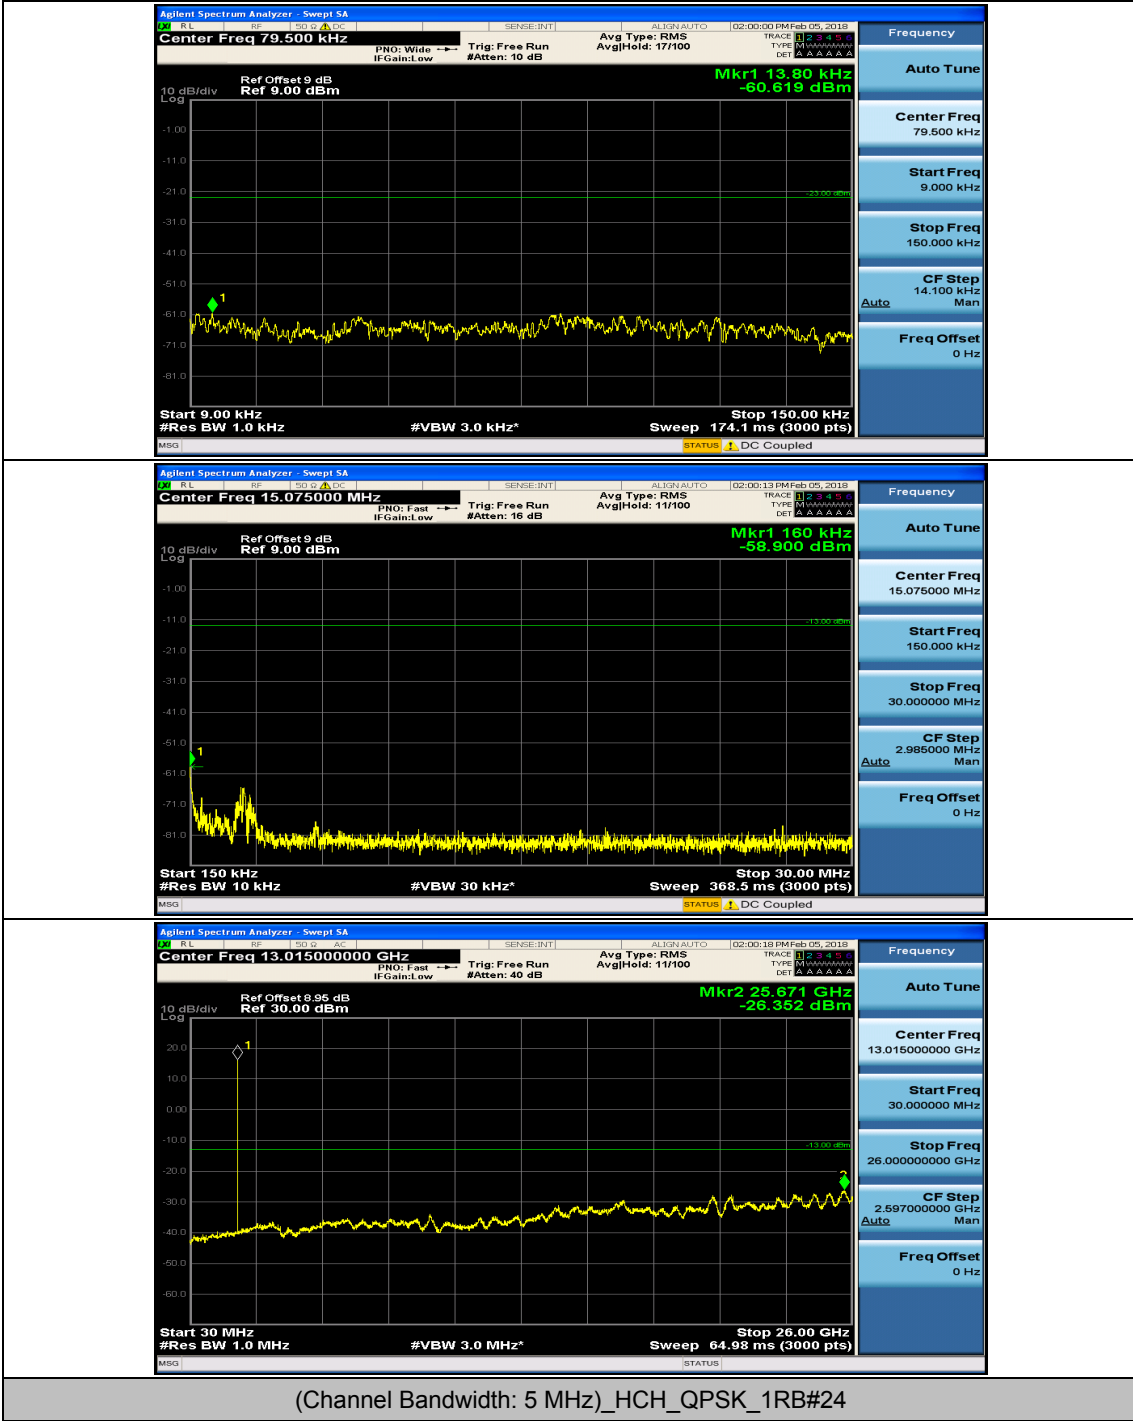 Agilent Spectrum Analyzer - Swept SA
RL RF 50 Ω DC SENSE:INT ALIGN AUTO 02:00:00 PM Feb 05, 2018
Center Freq 79.500 kHz
PNO: Wide
IFGain:Low
Trig: Free Run
#Atten: 10 dB
Avg Type: RMS
Avg|Hold: 17/100
TRACE 1 2 3 4 5 6
TYPE M
DET A A A A A A
Ref Offset 9 dB
10 dB/div Ref 9.00 dBm
Log
Mkr1 13.80 kHz
-60.619 dBm
-1.00
-11.0
-21.0
-23.00 dBm
-31.0
-41.0
-51.0
1
-61.0
-71.0
-81.0
Start 9.00 kHz Stop 150.00 kHz
#Res BW 1.0 kHz #VBW 3.0 kHz* Sweep 174.1 ms (3000 pts)
MSG STATUS DC Coupled
Frequency
Auto Tune
Center Freq
79.500 kHz
Start Freq
9.000 kHz
Stop Freq
150.000 kHz
CF Step
14.100 kHz
Auto Man
Freq Offset
0 Hz
Agilent Spectrum Analyzer - Swept SA
RL RF 50 Ω DC SENSE:INT ALIGN AUTO 02:00:13 PM Feb 05, 2018
Center Freq 15.075000 MHz
PNO: Fast
IFGain:Low
Trig: Free Run
#Atten: 16 dB
Avg Type: RMS
Avg|Hold: 11/100
TRACE 1 2 3 4 5 6
TYPE M
DET A A A A A A
Ref Offset 9 dB
10 dB/div Ref 9.00 dBm
Log
Mkr1 160 kHz
-58.900 dBm
-1.00
-11.0
-13.00 dBm
-21.0
-31.0
-41.0
-51.0
1
-61.0
-71.0
-81.0
Start 150 kHz Stop 30.00 MHz
#Res BW 10 kHz #VBW 30 kHz* Sweep 368.5 ms (3000 pts)
MSG STATUS DC Coupled
Frequency
Auto Tune
Center Freq
15.075000 MHz
Start Freq
150.000 kHz
Stop Freq
30.000000 MHz
CF Step
2.985000 MHz
Auto Man
Freq Offset
0 Hz
Agilent Spectrum Analyzer - Swept SA
RL RF 50 Ω AC SENSE:INT ALIGN AUTO 02:00:18 PM Feb 05, 2018
Center Freq 13.015000000 GHz
PNO: Fast
IFGain:Low
Trig: Free Run
#Atten: 40 dB
Avg Type: RMS
Avg|Hold: 11/100
TRACE 1 2 3 4 5 6
TYPE M
DET A A A A A A
Ref Offset 8.95 dB
10 dB/div Ref 30.00 dBm
Log
Mkr2 25.671 GHz
-26.352 dBm
20.0
1
10.0
0.00
-10.0
-13.00 dBm
-20.0
2
-30.0
-40.0
-50.0
-60.0
Start 30 MHz Stop 26.00 GHz
#Res BW 1.0 MHz #VBW 3.0 MHz* Sweep 64.98 ms (3000 pts)
MSG STATUS
Frequency
Auto Tune
Center Freq
13.015000000 GHz
Start Freq
30.000000 MHz
Stop Freq
26.000000000 GHz
CF Step
2.597000000 GHz
Auto Man
Freq Offset
0 Hz
(Channel Bandwidth: 5 MHz)_HCH_QPSK_1RB#24